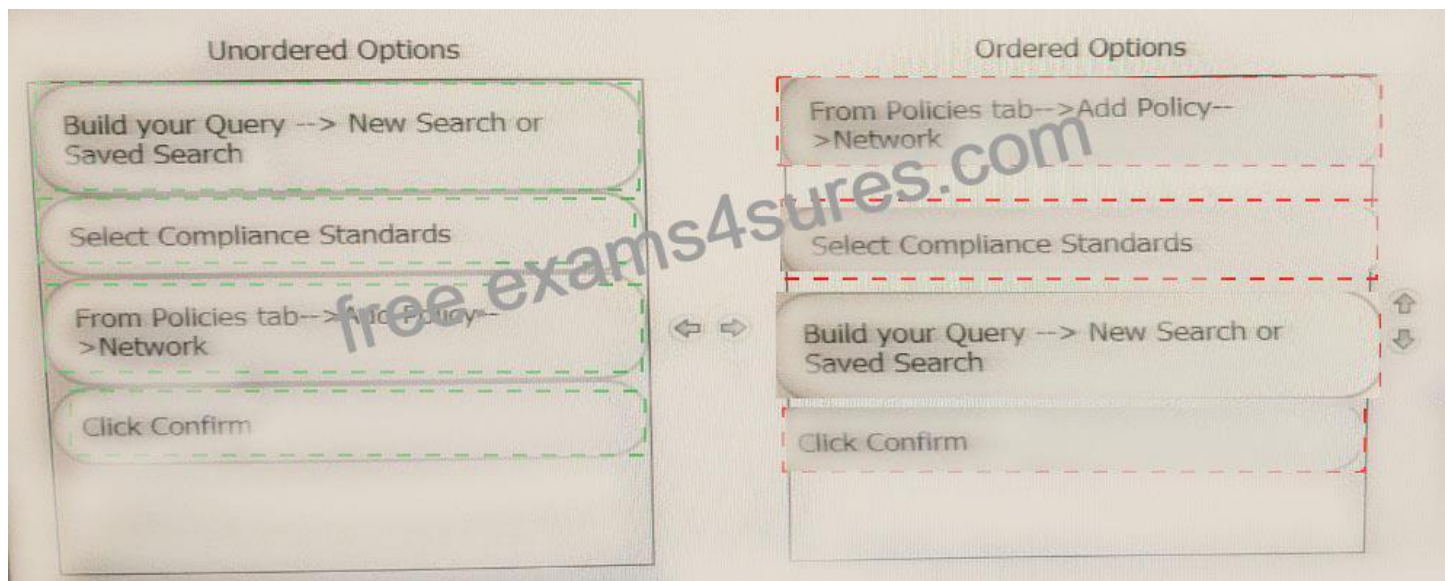 Unordered Options
Build your Query --> New Search or
Saved Search
Select Compliance Standards
From Policies tab-->Add Policy--
>Network
Click Confirm
Ordered Options
From Policies tab-->Add Policy--
>Network
Select Compliance Standards
Build your Query --> New Search or
Saved Search
Click Confirm
free exams4sures.com